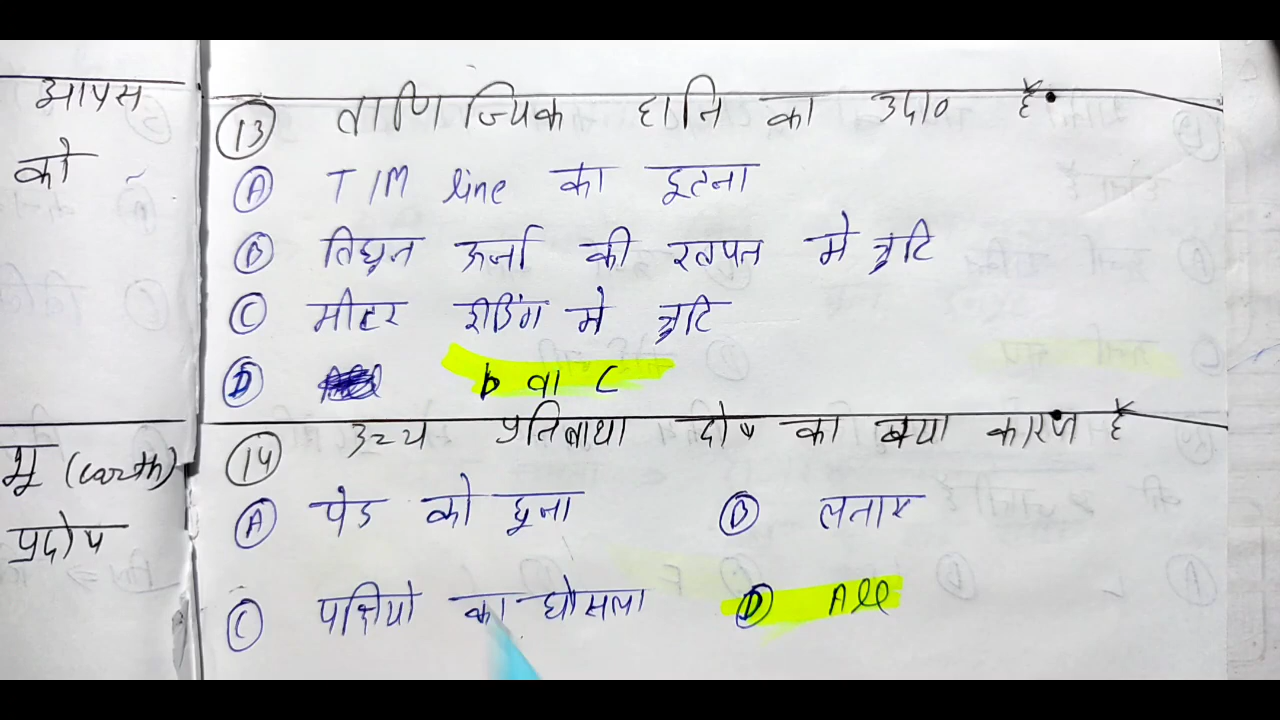 आपस
को
भू (earth)
प्रदोष
13 वाणिज्यिक हानि का उदा० है
A T/M line का टूटना
B विद्युत ऊर्जा की खपत मे त्रुटि
C मीटर रीडिंग मे त्रुटि
D b वा C
14 उच्च प्रतिबाधा दोष का क्या कारण है
A पेड को छूना B लताए
C पक्षियो का घोसला D All